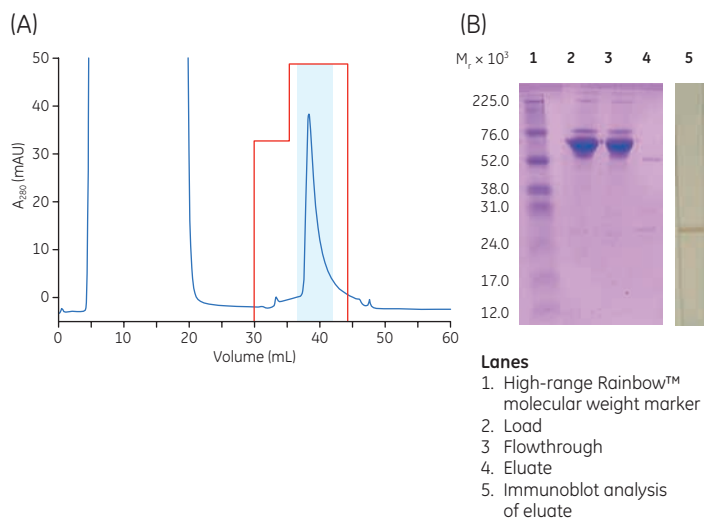 (A)
50
40
30
20
10
0
A280 (mAU)
0 10 20 30 40 50 60
Volume (mL)
(B)
Mr × 10³ 1 2 3 4 5
225.0
76.0
52.0
38.0
31.0
24.0
17.0
12.0
Lanes
1. High-range Rainbow™
molecular weight marker
2. Load
3 Flowthrough
4. Eluate
5. Immunoblot analysis
of eluate